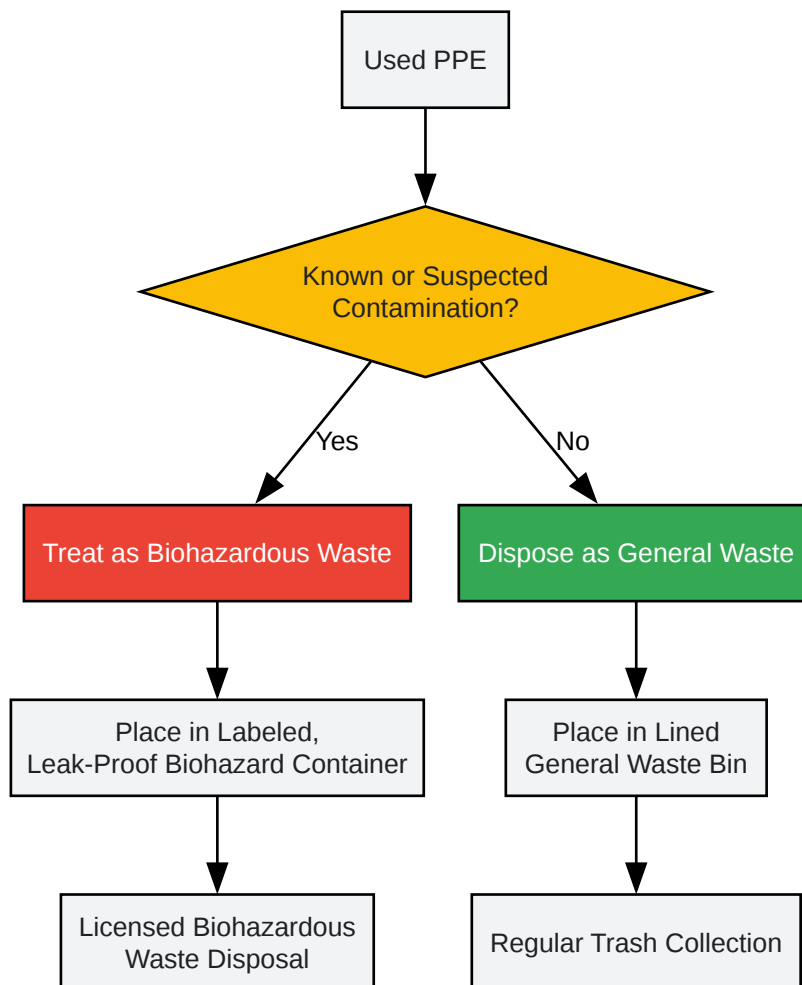 Used PPE
Known or Suspected
Contamination?
Yes
No
Treat as Biohazardous Waste
Dispose as General Waste
Place in Labeled,
Leak-Proof Biohazard Container
Place in Lined
General Waste Bin
Licensed Biohazardous
Waste Disposal
Regular Trash Collection